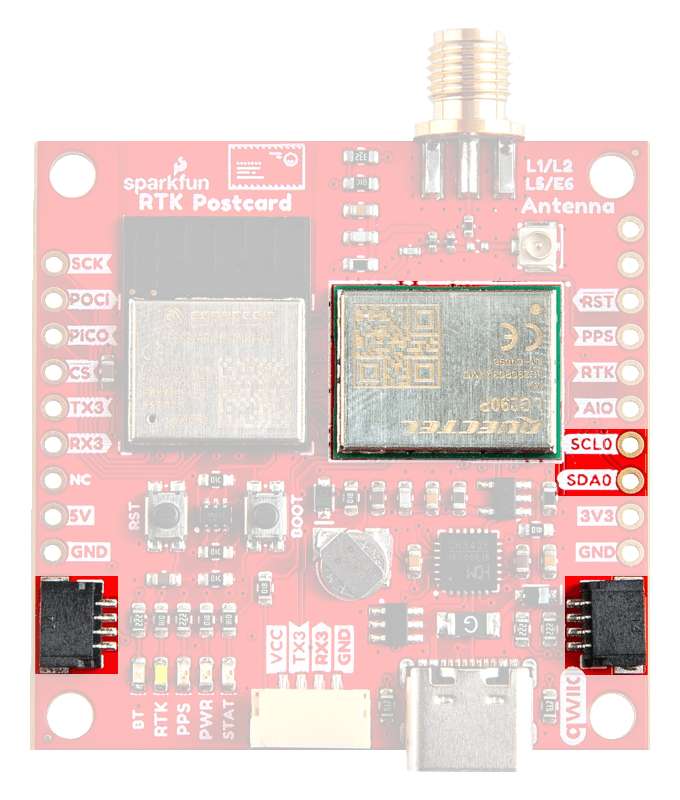 L1/L2
L5/E6
Antenna
sparkfun
RTK Postcard
SCK
POCI
PICO
CS
TX3
RX3
NC
5V
GND
RST
PPS
RTK
AIO
SCL0
SDA0
3V3
GND
ESPRESSIF
QUECTEL
LG290P
CE
RST
BOOT
VCC
TX3
RX3
GND
BT
RTK
PPS
PWR
STAT
qwiic